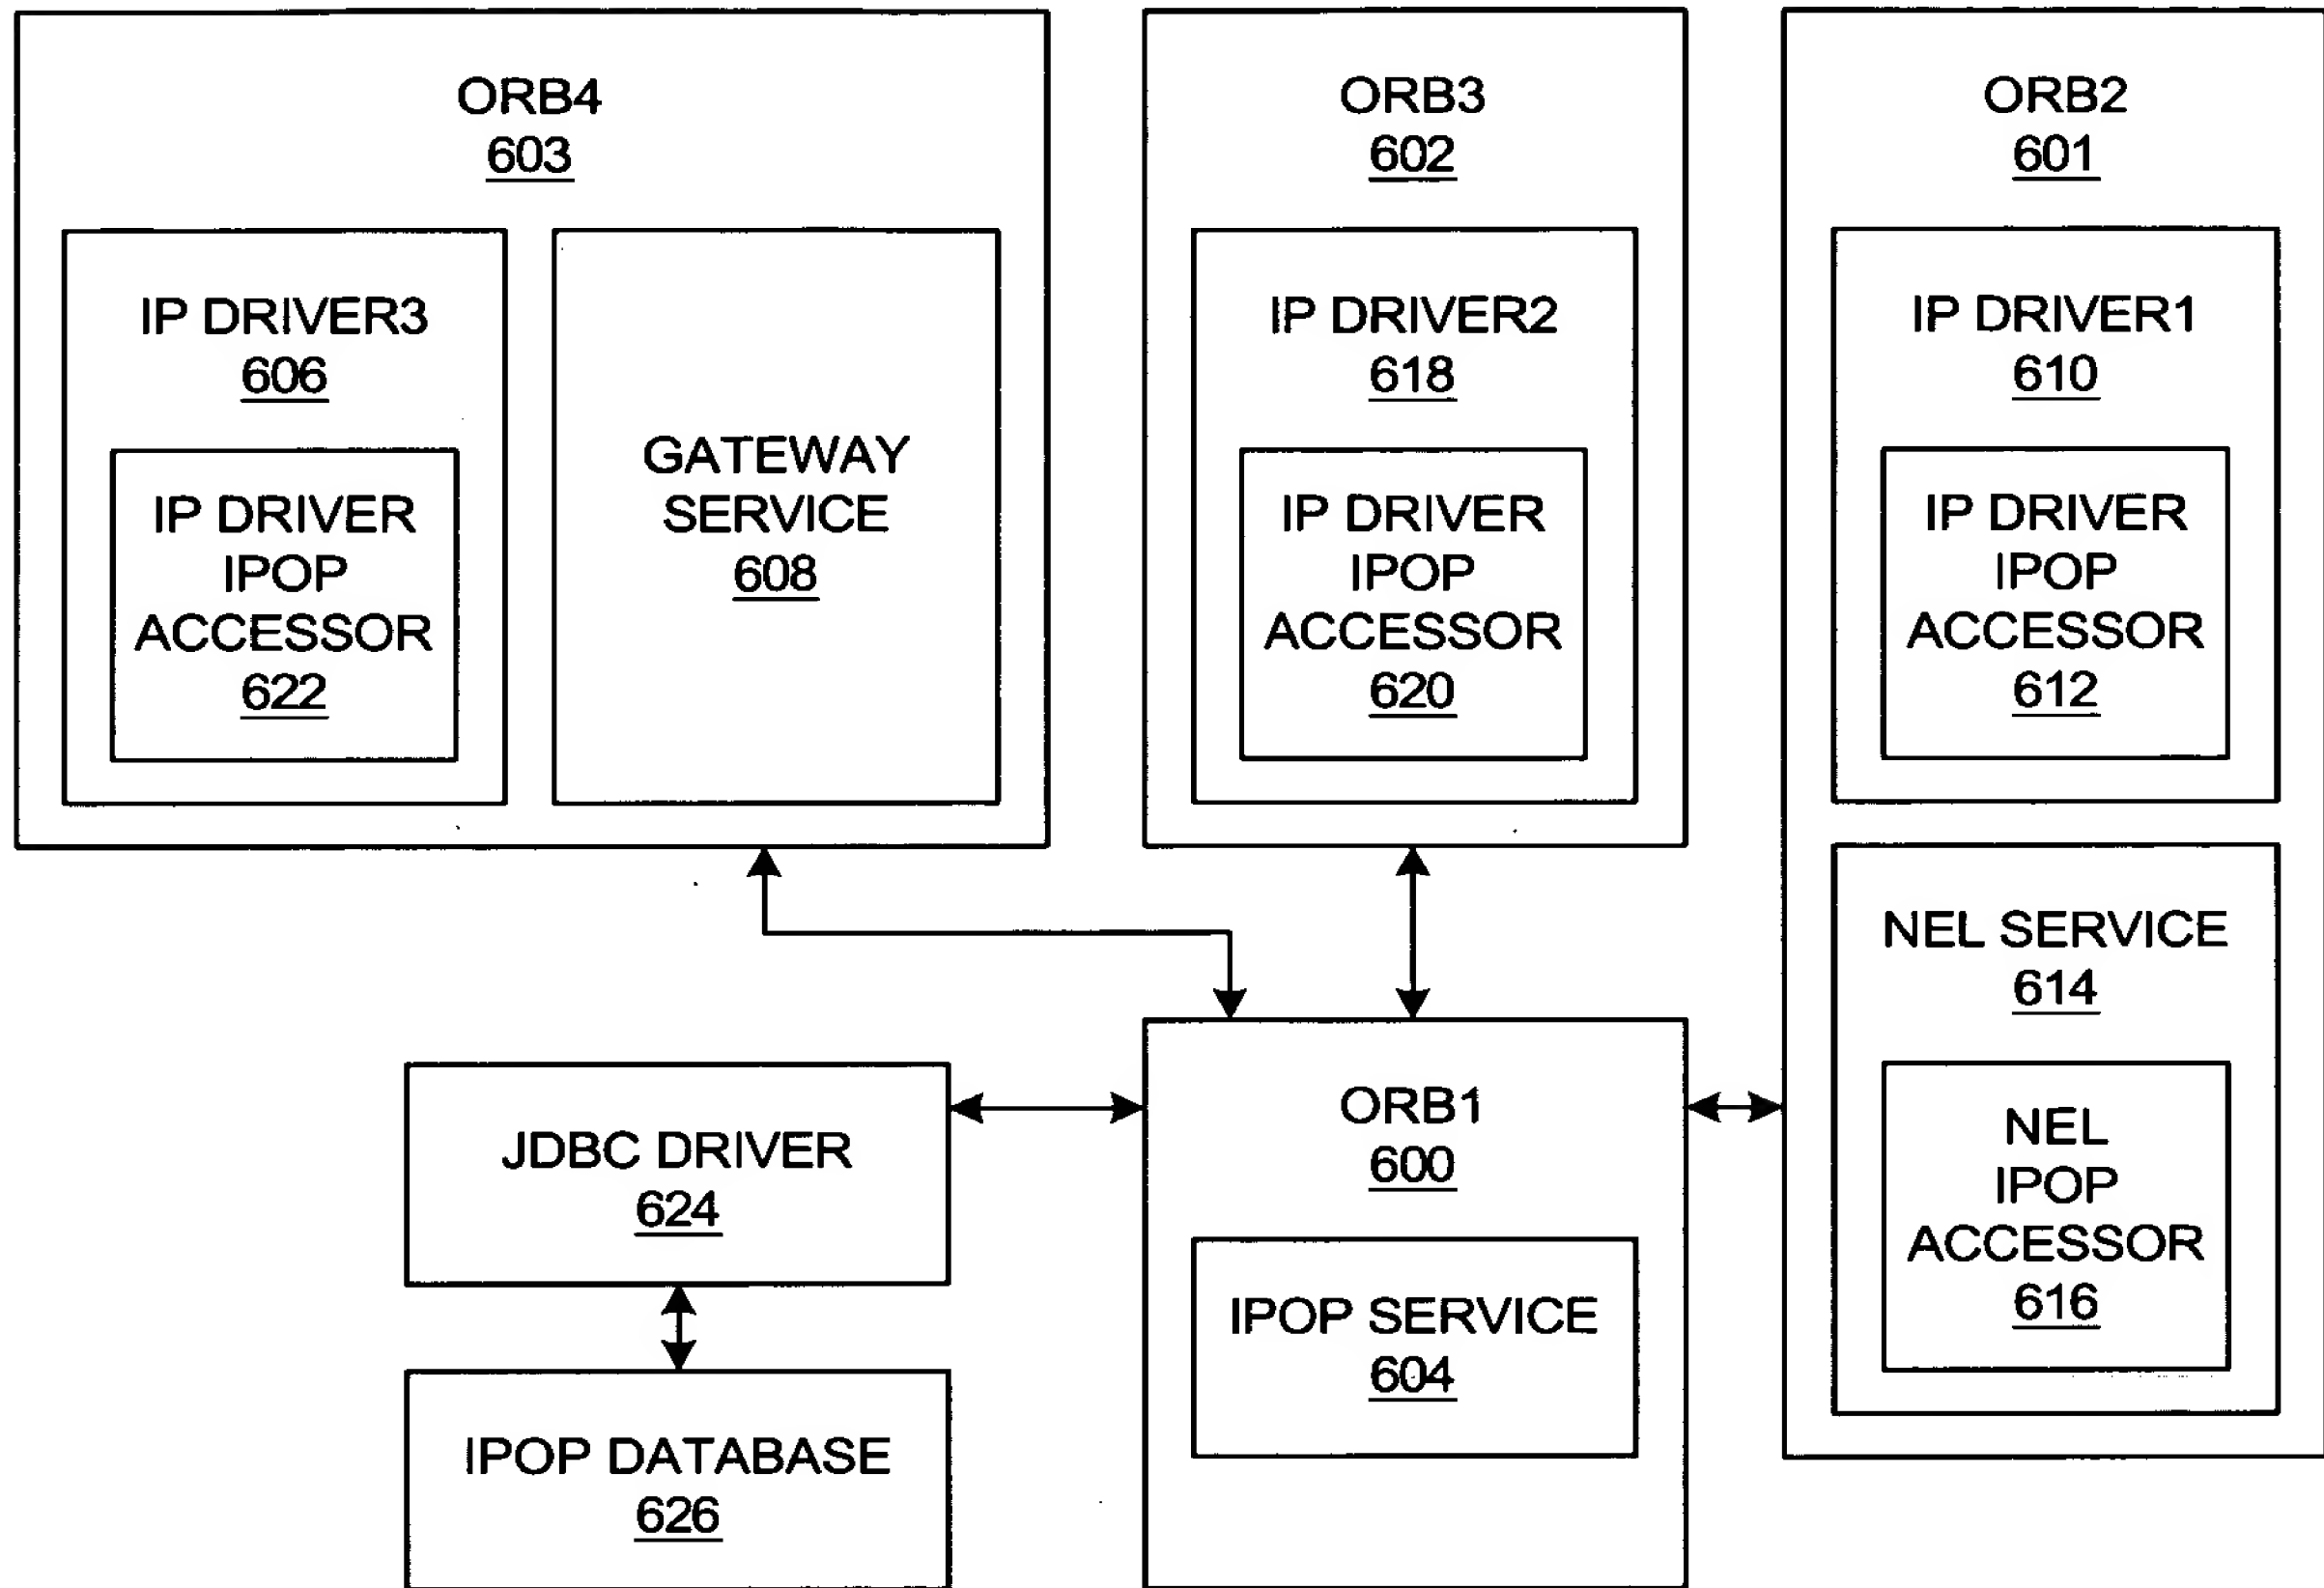 ORB4
603
IP DRIVER3
606
IP DRIVER
IPOP
ACCESSOR
622
GATEWAY
SERVICE
608
ORB3
602
IP DRIVER2
618
IP DRIVER
IPOP
ACCESSOR
620
ORB2
601
IP DRIVER1
610
IP DRIVER
IPOP
ACCESSOR
612
NEL SERVICE
614
NEL
IPOP
ACCESSOR
616
JDBC DRIVER
624
IPOP DATABASE
626
ORB1
600
IPOP SERVICE
604